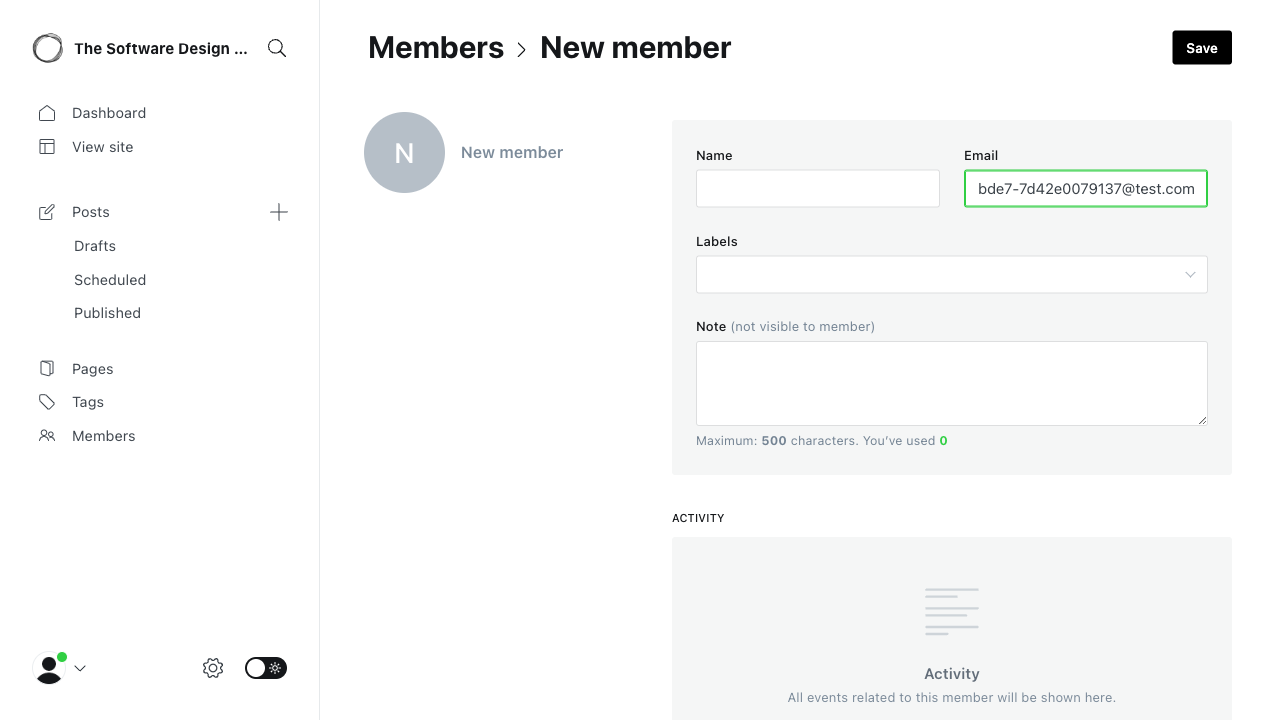 The Software Design ...
Dashboard
View site
Posts
Drafts
Scheduled
Published
Pages
Tags
Members
Members
New member
Save
N
New member
Name
Email
bde7-7d42e0079137@test.com
Labels
Note (not visible to member)
Maximum: 500 characters. You've used 0
ACTIVITY
Activity
All events related to this member will be shown here.